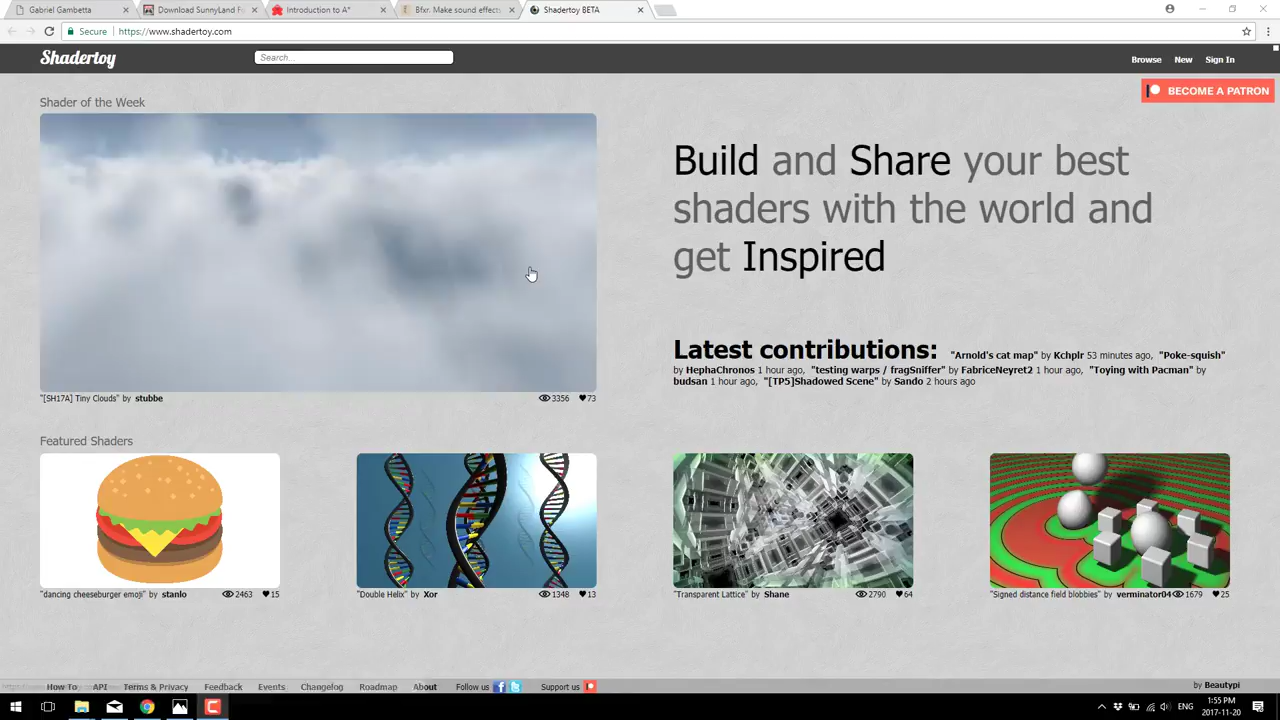 Gabriel Gambetta
Download SunnyLand F
Introduction to A*
Bfxr. Make sound effects
Shadertoy BETA
Secure
https://www.shadertoy.com
Shadertoy
Search...
Browse
New
Sign In
BECOME A PATRON
Shader of the Week
Build and Share your best
shaders with the world and
get Inspired
Latest contributions: "Arnold's cat map" by Kchplr 53 minutes ago, "Poke-squish"
by HephaChronos 1 hour ago, "testing warps / fragSniffer" by FabriceNeyret2 1 hour ago, "Toying with Pacman" by
budsan 1 hour ago, "[TP5]Shadowed Scene" by Sando 2 hours ago
"[SH17A] Tiny Clouds" by stubbe
3356
73
Featured Shaders
"dancing cheeseburger emoji" by stanlo
2463
15
"Double Helix" by Xor
1348
13
"Transparent Lattice" by Shane
2790
64
"Signed distance field blobbies" by verminator04
1679
25
How To
API
Terms & Privacy
Feedback
Events
Changelog
Roadmap
About
Follow us
Support us
by Beautypi
ENG
1:55 PM
2017-11-20